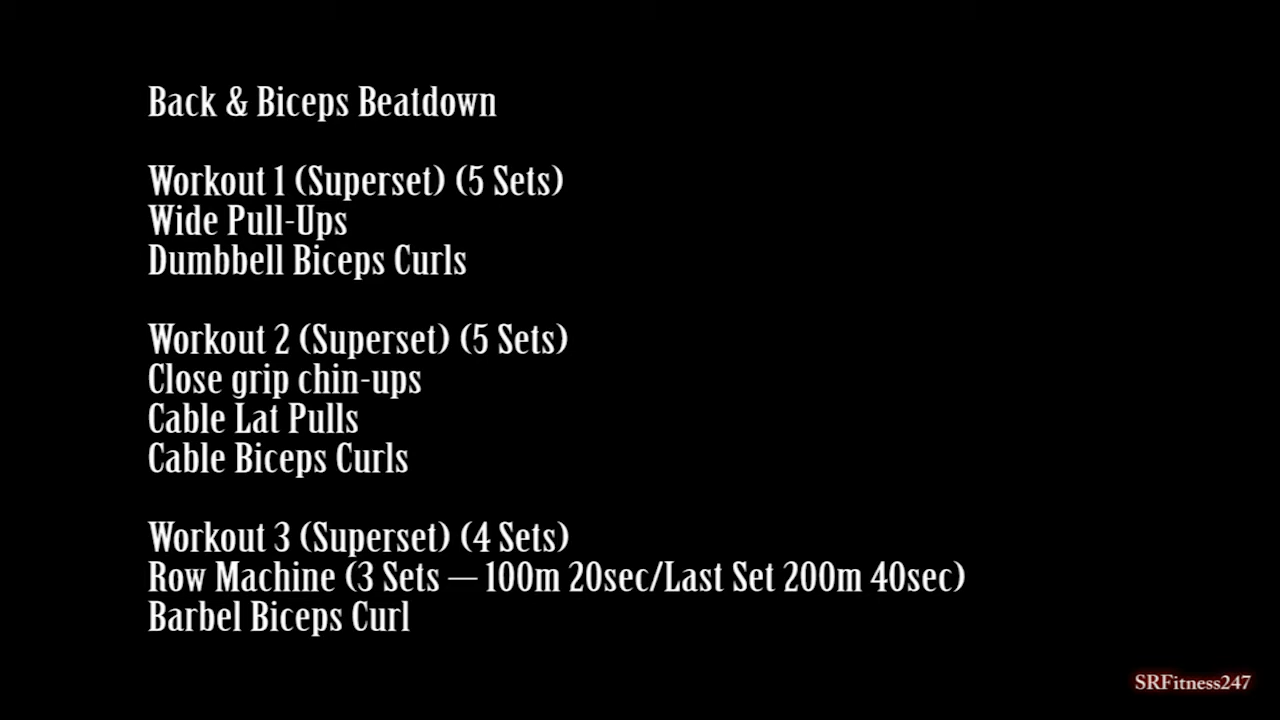 Back & Biceps Beatdown
Workout 1 (Superset) (5 Sets)
Wide Pull-Ups
Dumbbell Biceps Curls
Workout 2 (Superset) (5 Sets)
Close grip chin-ups
Cable Lat Pulls
Cable Biceps Curls
Workout 3 (Superset) (4 Sets)
Row Machine (3 Sets — 100m 20sec/Last Set 200m 40sec)
Barbel Biceps Curl
SRFitness247